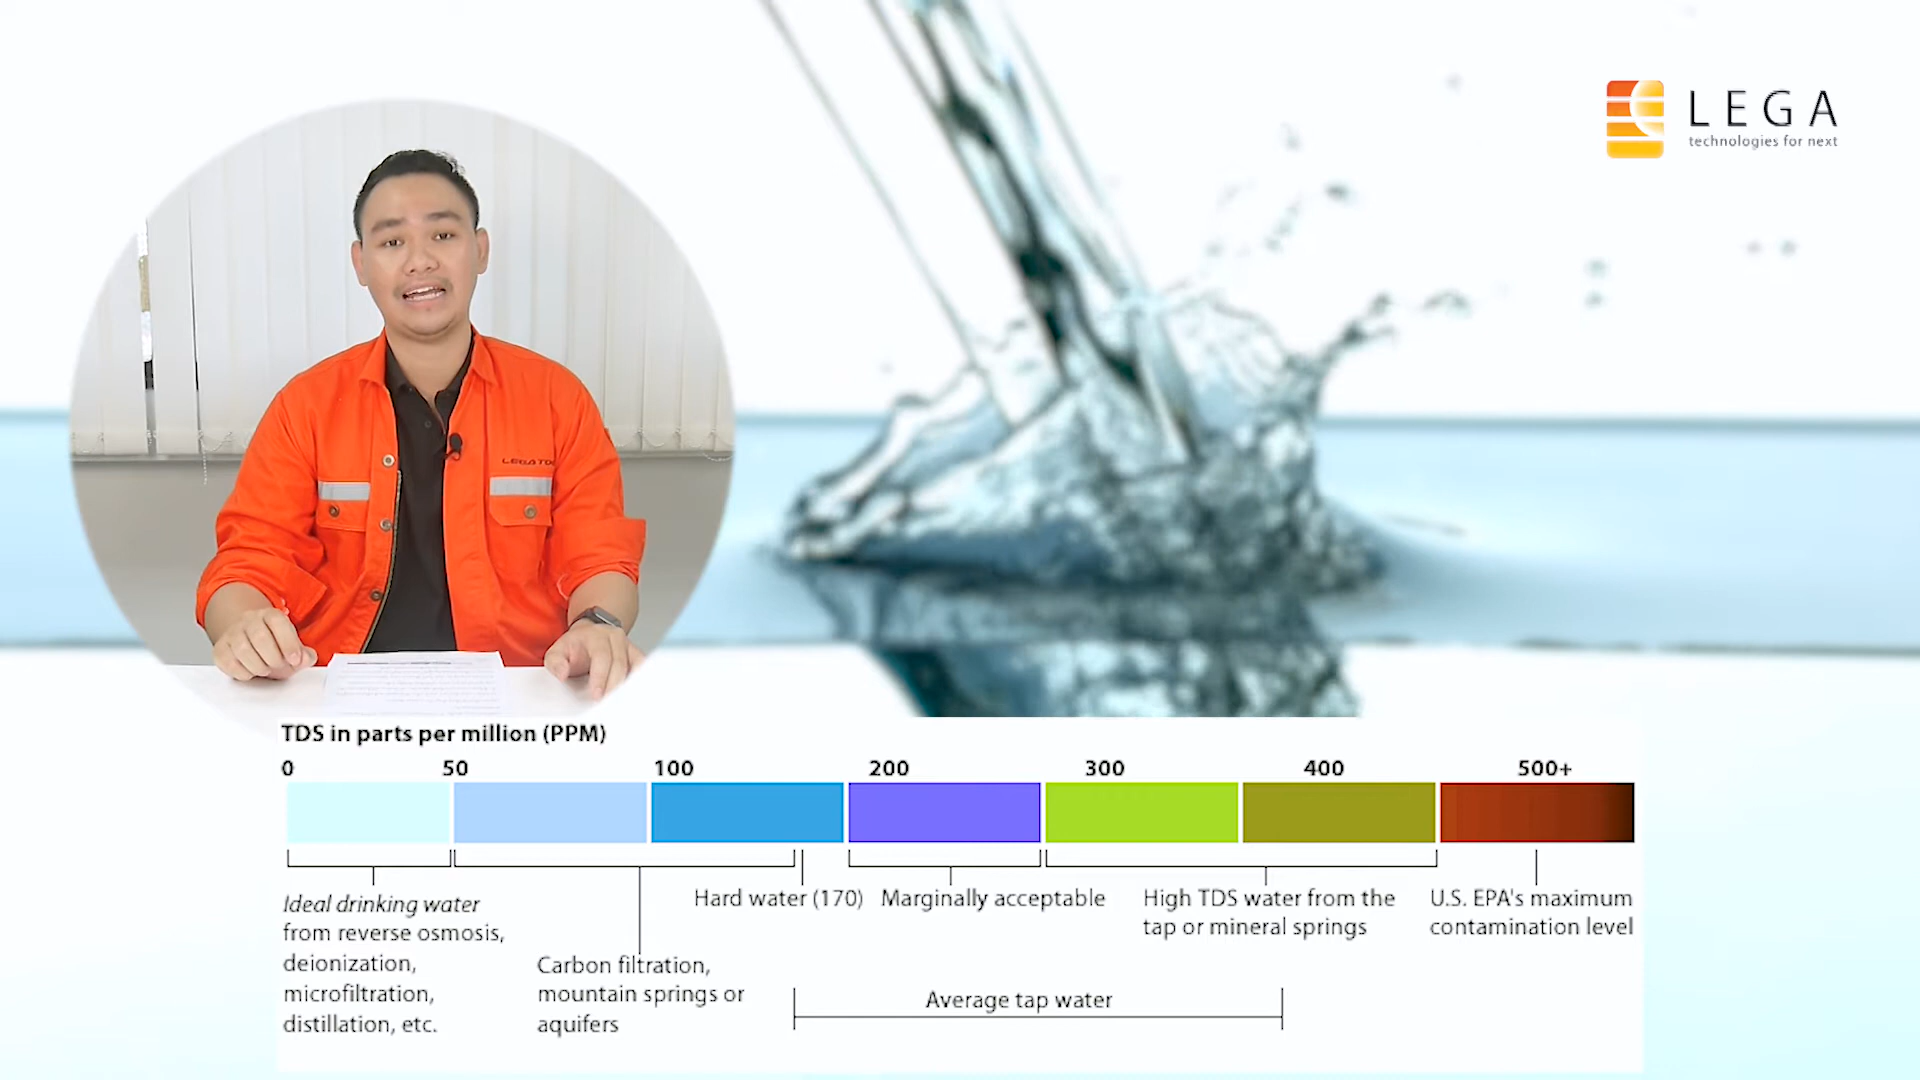 LEGA
technologies for next
TDS in parts per million (PPM)
0 50 100 200 300 400 500+
Ideal drinking water
from reverse osmosis,
deionization,
microfiltration,
distillation, etc.
Carbon filtration,
mountain springs or
aquifers
Hard water (170)
Marginally acceptable
High TDS water from the
tap or mineral springs
U.S. EPA's maximum
contamination level
Average tap water